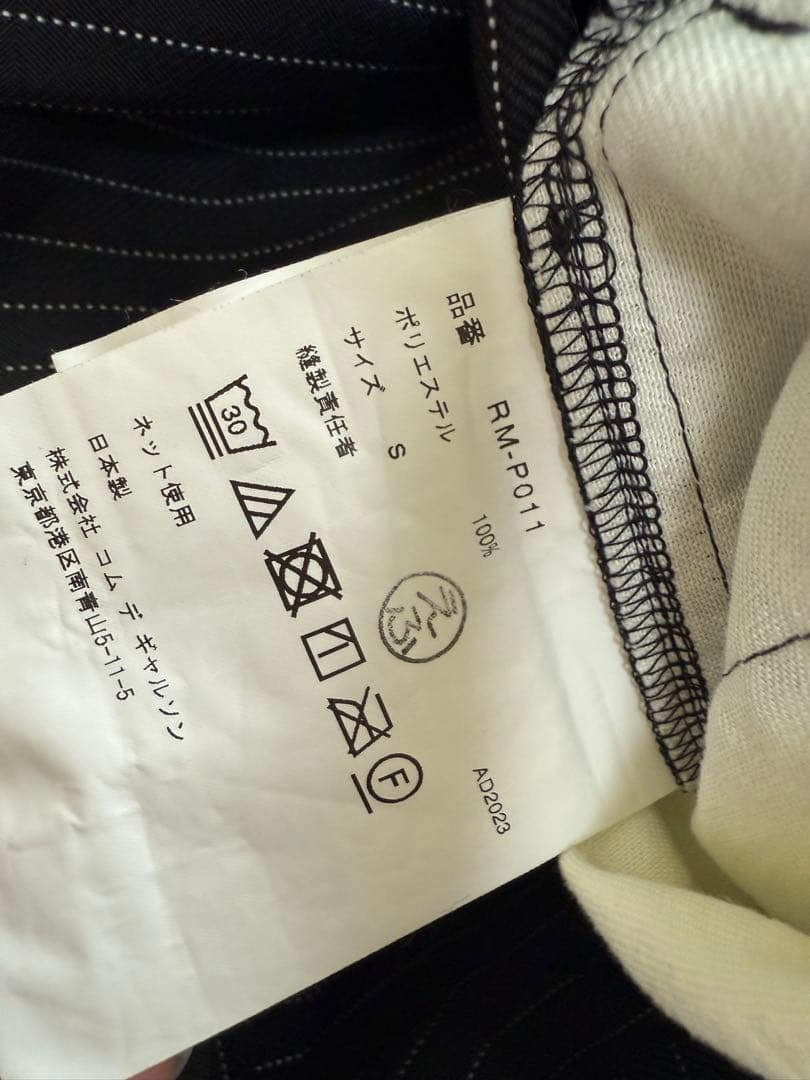 品番 RM-P011
ポリエステル 100%
サイズ S
縫製責任者
AD2023
30
F
ネット使用
日本製
株式会社 コム デ ギャルソン
東京都港区南青山5-11-5